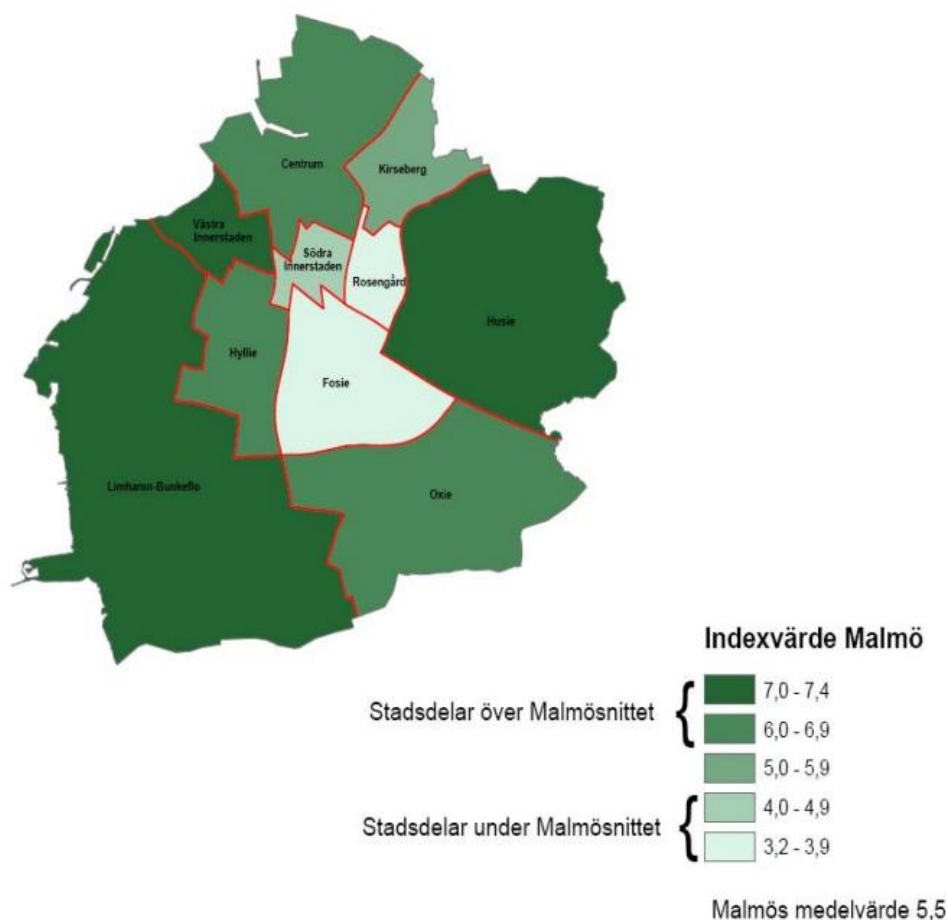 Centrum
Kirseberg
Västra
Innerstaden
Södra
Innerstaden
Rosengård
Husie
Hyllie
Fosie
Limhamn-Bunkeflo
Oxie
Indexvärde Malmö
Stadsdelar över Malmösnittet
7,0 - 7,4
6,0 - 6,9
5,0 - 5,9
Stadsdelar under Malmösnittet
4,0 - 4,9
3,2 - 3,9
Malmös medelvärde 5,5